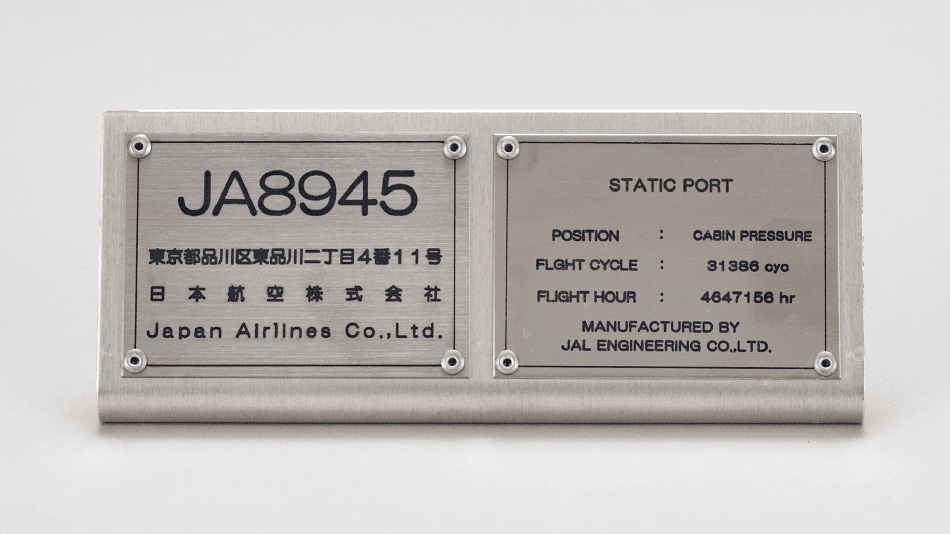 JA8945
東京都品川区東品川二丁目4番11号
日本航空株式会社
Japan Airlines Co.,Ltd.
STATIC PORT
POSITION : CABIN PRESSURE
FLGHT CYCLE : 31386 cyc
FLIGHT HOUR : 4647156 hr
MANUFACTURED BY
JAL ENGINEERING CO.,LTD.